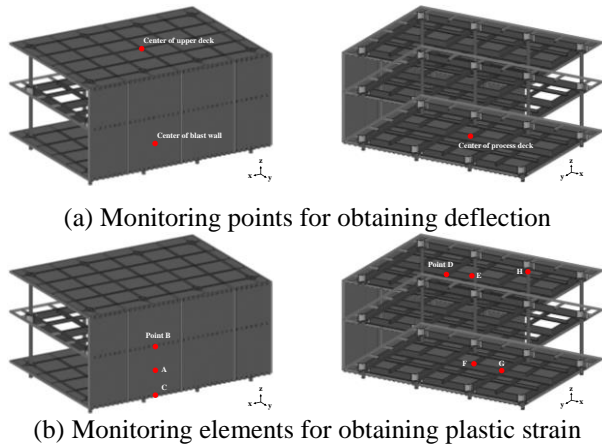 Center of upper deck
Center of blast wall
z
x y
Center of process deck
z
y x
(a) Monitoring points for obtaining deflection
Point B
A
C
z
x y
Point D
E
H
F
G
z
y x
(b) Monitoring elements for obtaining plastic strain